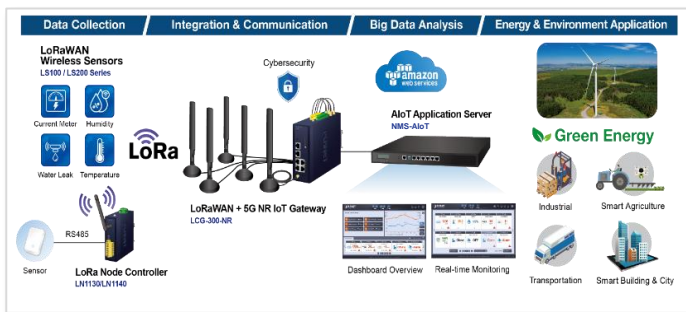 Data Collection
Integration & Communication
Big Data Analysis
Energy & Environment Application
LoRaWAN
Wireless Sensors
LS100 / LS200 Series
Current Meter
Humidity
Water Leak
Temperature
LoRa
RS485
Sensor
LoRa Node Controller
LN1130/LN1140
Cybersecurity
LoRaWAN + 5G NR IoT Gateway
LCG-300-NR
amazon
web services
AIoT Application Server
NMS-AIoT
Dashboard Overview
Real-time Monitoring
Green Energy
Industrial
Smart Agriculture
Transportation
Smart Building & City